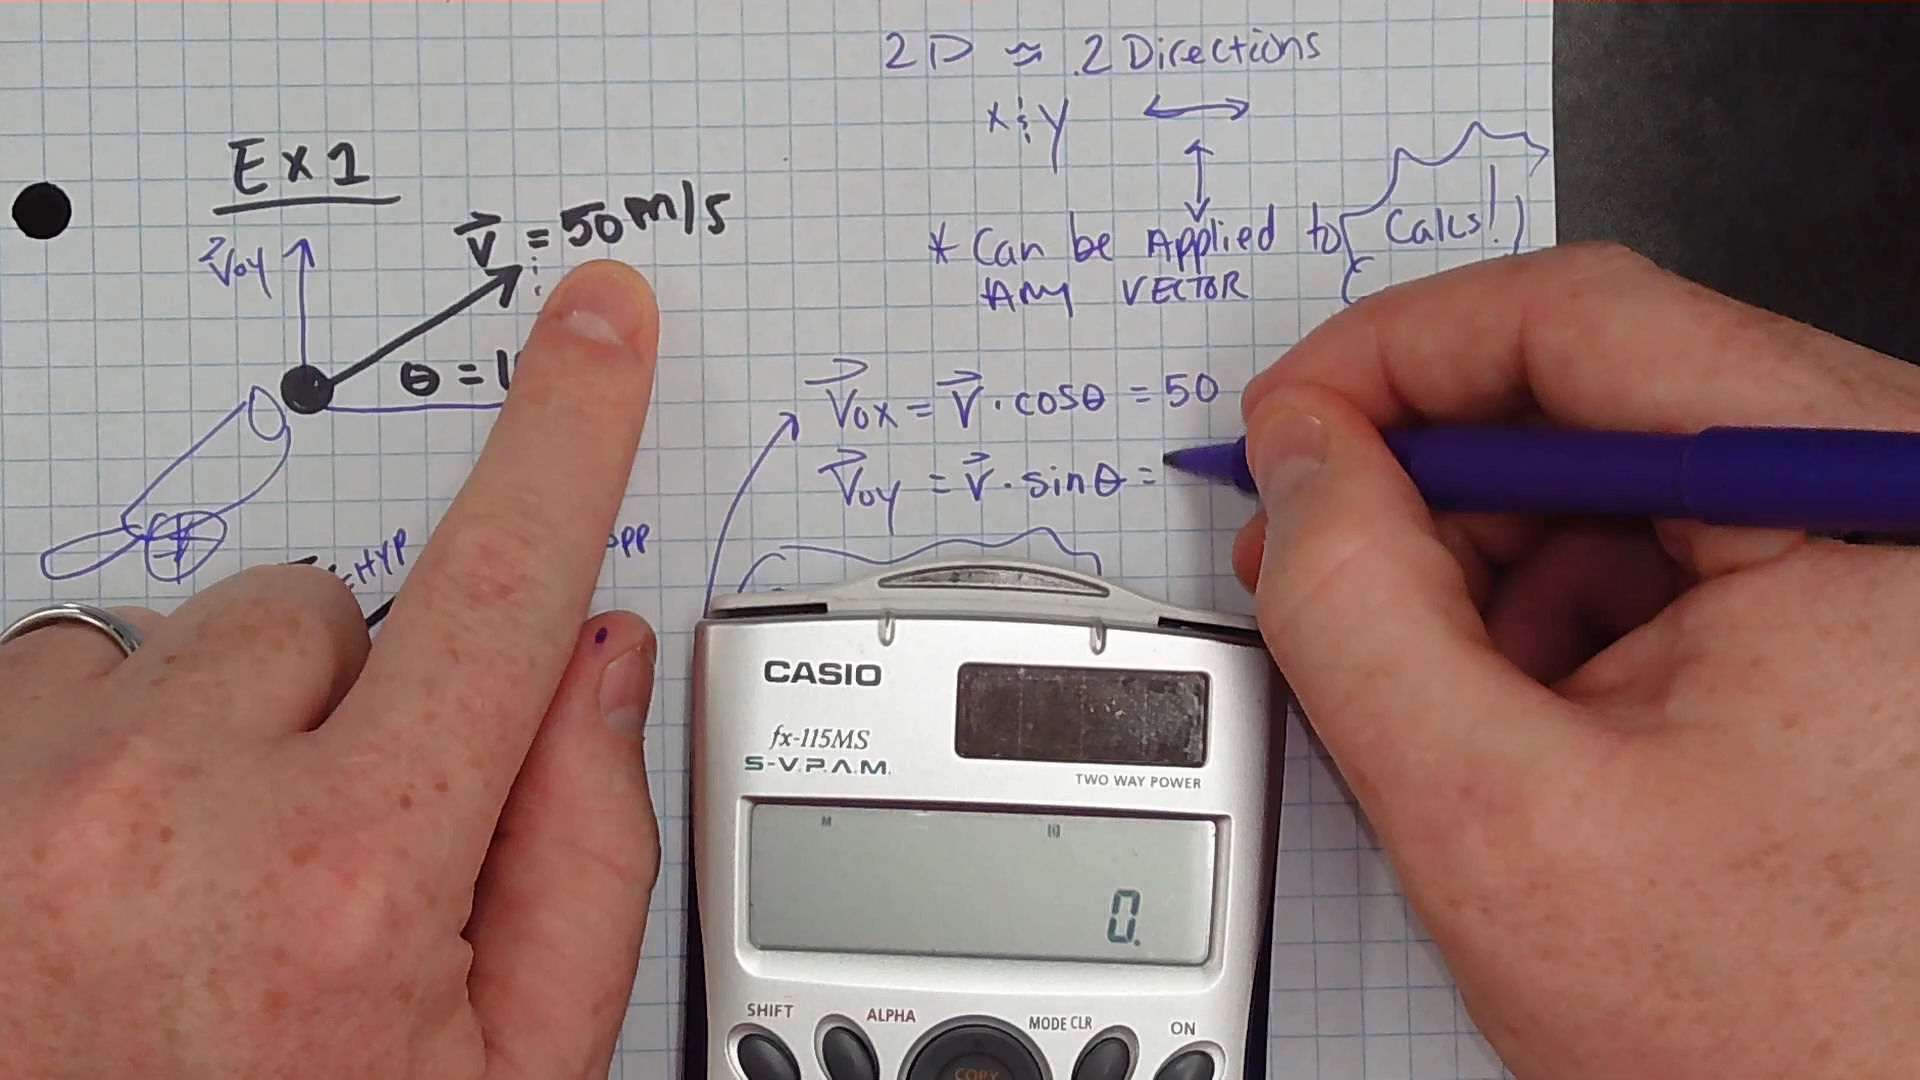 2D ≈ 2 Directions
x & y
Ex 1
V = 50 m/s
Voy
* Can be Applied to
Any VECTOR
Calcs!
θ = 1
Vox = V · cosθ = 50
Voy = V · sinθ =
=HYP
opp
CASIO
fx-115MS
S-V.P.A.M.
TWO WAY POWER
M
0.
SHIFT
ALPHA
MODE CLR
ON
COPY